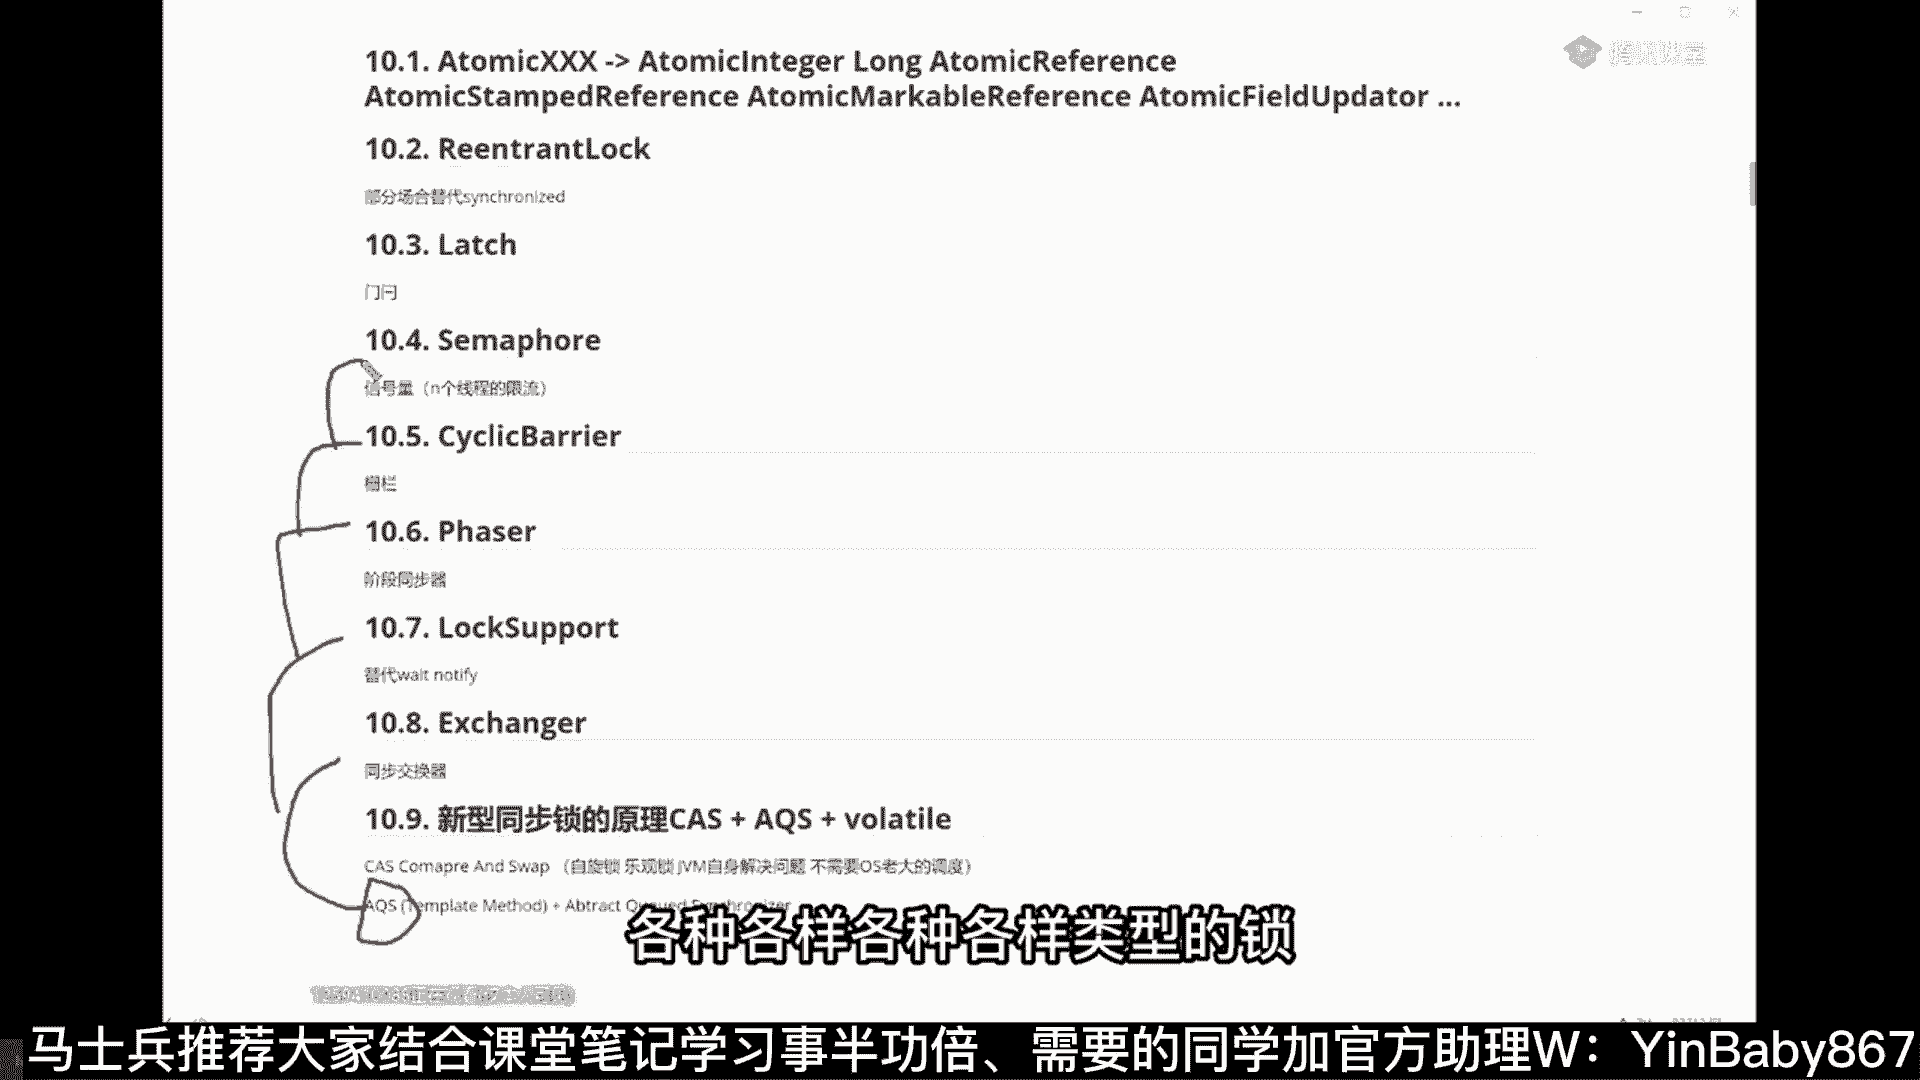 10.1. AtomicXXX -> AtomicInteger Long AtomicReference
AtomicStampedReference AtomicMarkableReference AtomicFieldUpdator ...
10.2. ReentrantLock
部分场合替代synchronized
10.3. Latch
门闩
10.4. Semaphore
信号量（n个线程的限流）
10.5. CyclicBarrier
栅栏
10.6. Phaser
阶段同步器
10.7. LockSupport
替代wait notify
10.8. Exchanger
同步交换器
10.9. 新型同步锁的原理CAS + AQS + volatile
CAS Comapre And Swap （自旋锁 乐观锁 JVM自身解决问题 不需要OS老大的调度）
AQS (Template Method) + Abtract Queued Synchronizer
各种各样各种各样类型的锁
马士兵推荐大家结合课堂笔记学习事半功倍、需要的同学加官方助理W：YinBaby867